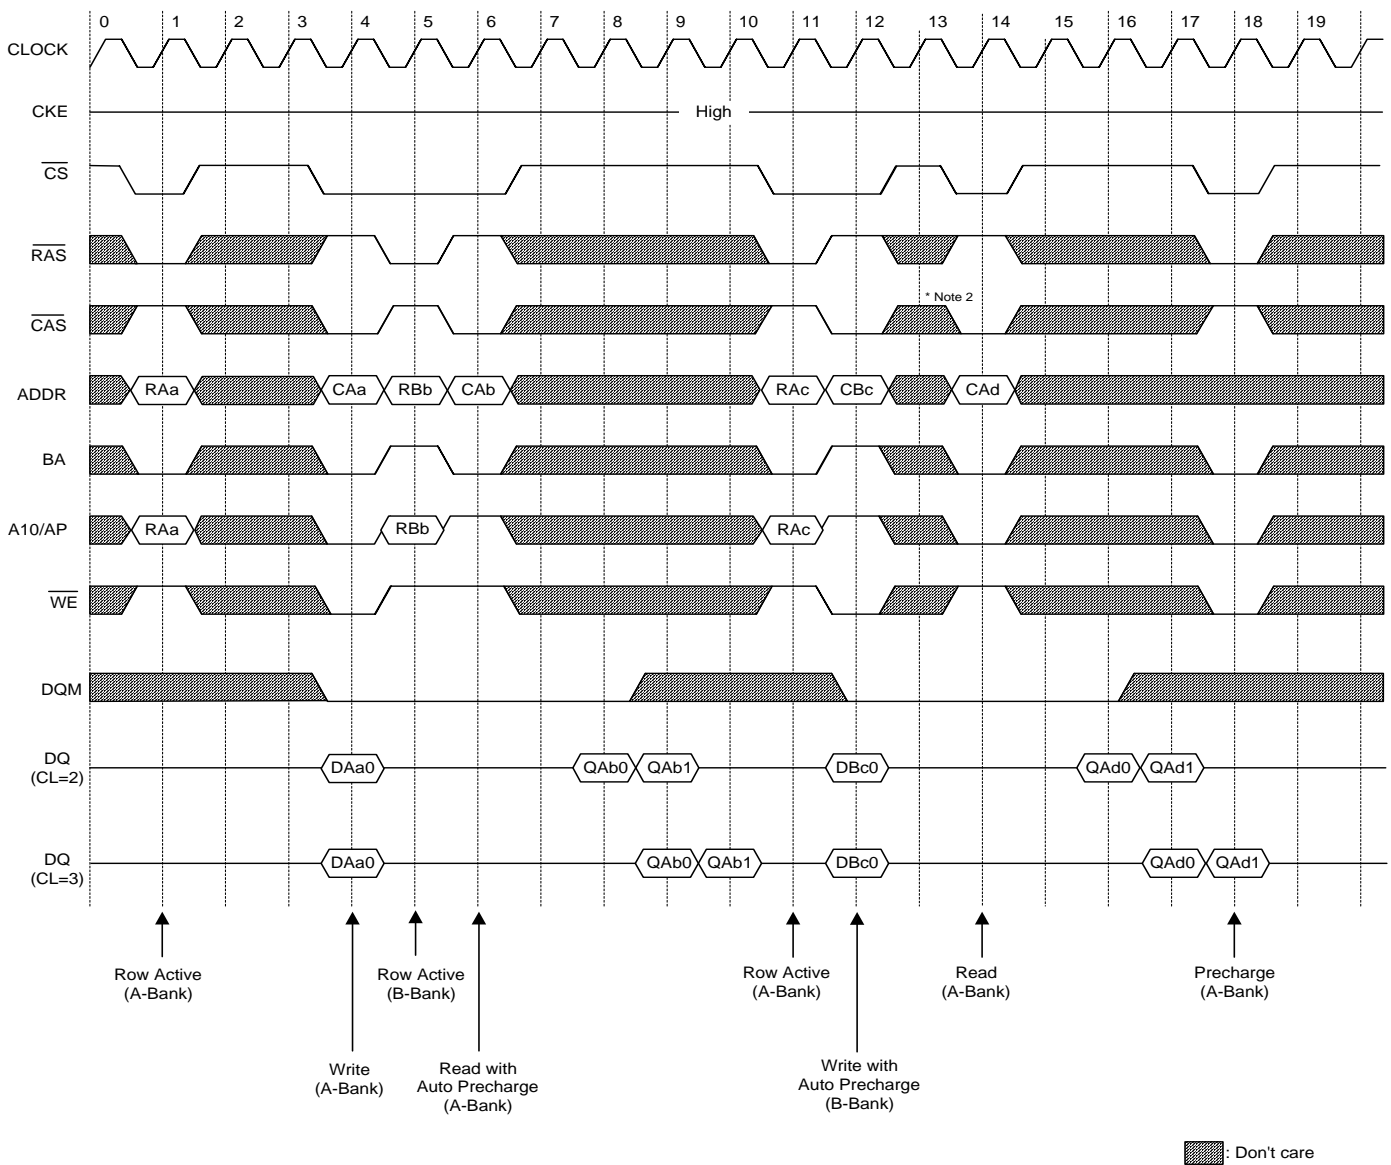 0 1 2 3 4 5 6 7 8 9 10 11 12 13 14 15 16 17 18 19
CLOCK
CKE High
CS
RAS
* Note 2
CAS
ADDR RAa CAa RBb CAb RAc CBc CAd
BA
A10/AP RAa RBb RAc
WE
DQM
DQ
(CL=2) DAa0 QAb0 QAb1 DBc0 QAd0 QAd1
DQ
(CL=3) DAa0 QAb0 QAb1 DBc0 QAd0 QAd1
Row Active
(A-Bank)
Row Active
(B-Bank)
Row Active
(A-Bank)
Read
(A-Bank)
Precharge
(A-Bank)
Write
(A-Bank)
Read with
Auto Precharge
(A-Bank)
Write with
Auto Precharge
(B-Bank)
: Don't care